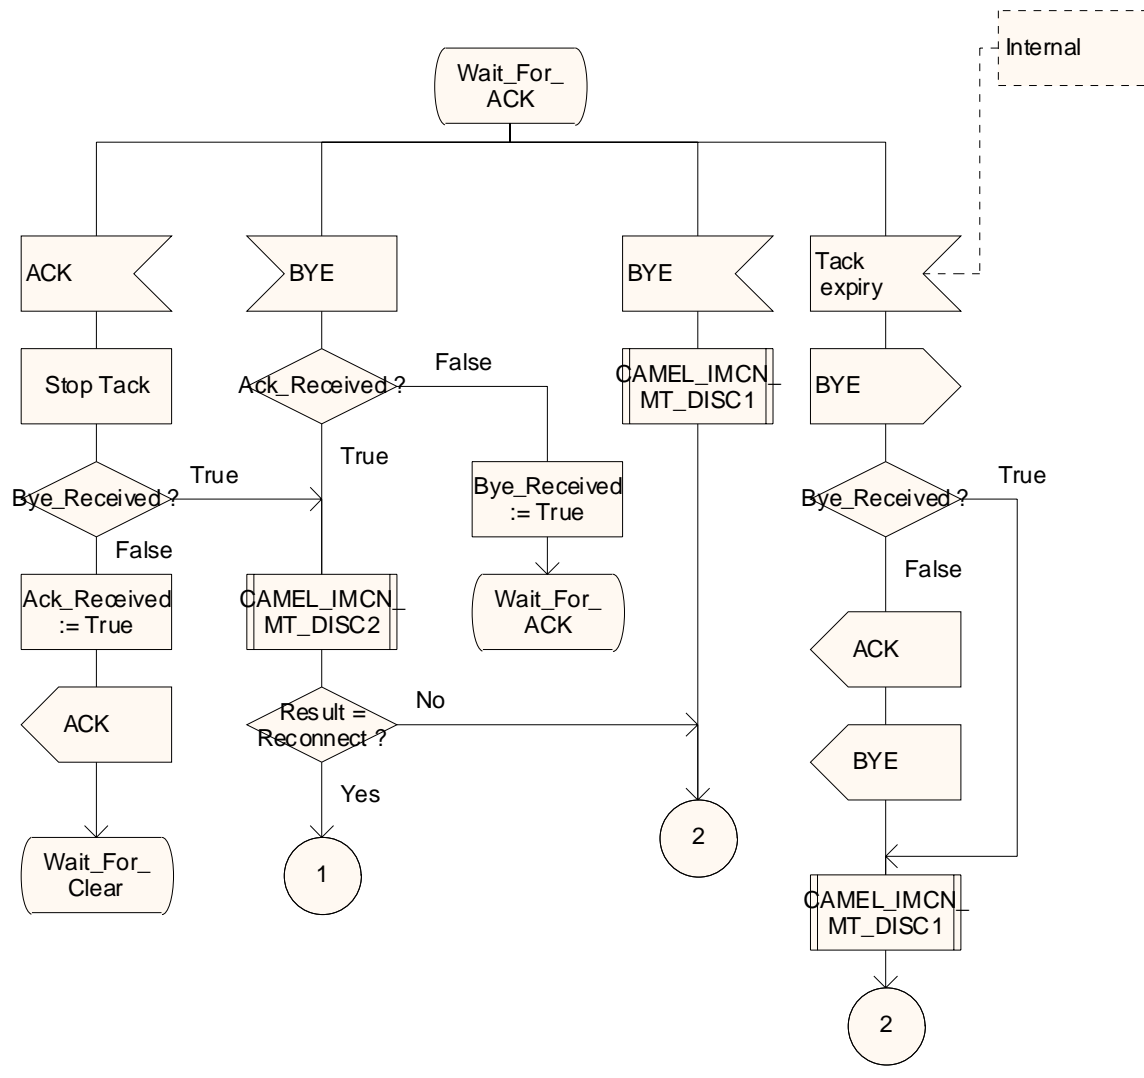 Internal
Wait_For_
ACK
ACK
BYE
BYE
Tack
expiry
Stop Tack
Ack_Received ?
False
True
CAMEL_IMCN_
MT_DISC1
BYE
Bye_Received ?
True
False
Bye_Received
:= True
Bye_Received ?
True
False
Ack_Received
:= True
CAMEL_IMCN_
MT_DISC2
Wait_For_
ACK
ACK
ACK
Result =
Reconnect ?
No
Yes
BYE
Wait_For_
Clear
1
2
CAMEL_IMCN_
MT_DISC1
2